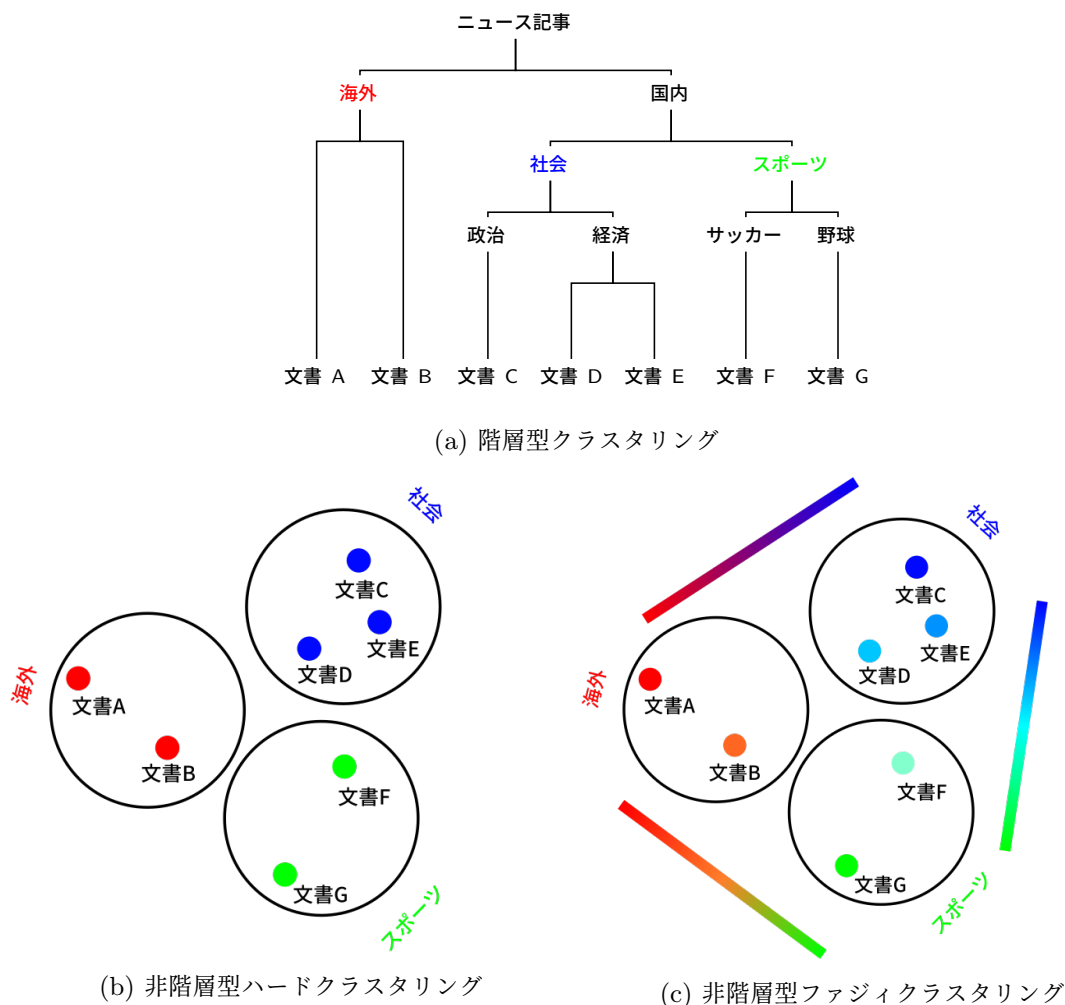 ニュース記事
海外 国内
社会 スポーツ
政治 経済 サッカー 野球
文書 A 文書 B 文書 C 文書 D 文書 E 文書 F 文書 G
(a) 階層型クラスタリング
社会
文書C
文書E
文書D
海外
文書A
文書B
文書F
文書G
スポーツ
(b) 非階層型ハードクラスタリング
社会
文書C
文書E
文書D
海外
文書A
文書B
文書F
文書G
スポーツ
(c) 非階層型ファジィクラスタリング